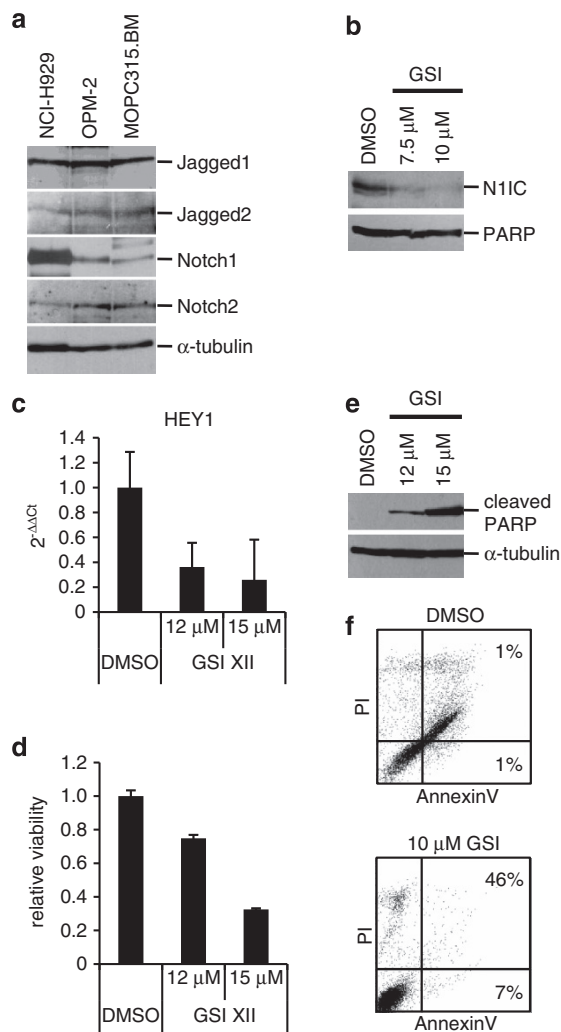 a
NCI-H929
OPM-2
MOPC315.BM
Jagged1
Jagged2
Notch1
Notch2
α-tubulin
b
GSI
DMSO
7.5 μM
10 μM
N1IC
PARP
c
HEY1
2-ΔΔCt
1.4
1.2
1.0
0.8
0.6
0.4
0.2
0
12 μM 15 μM
DMSO GSI XII
d
relative viability
1.2
1.0
0.8
0.6
0.4
0.2
0
12 μM 15 μM
DMSO GSI XII
e
GSI
DMSO
12 μM
15 μM
cleaved
PARP
α-tubulin
f
DMSO
1%
PI
1%
AnnexinV
10 μM GSI
46%
PI
7%
AnnexinV